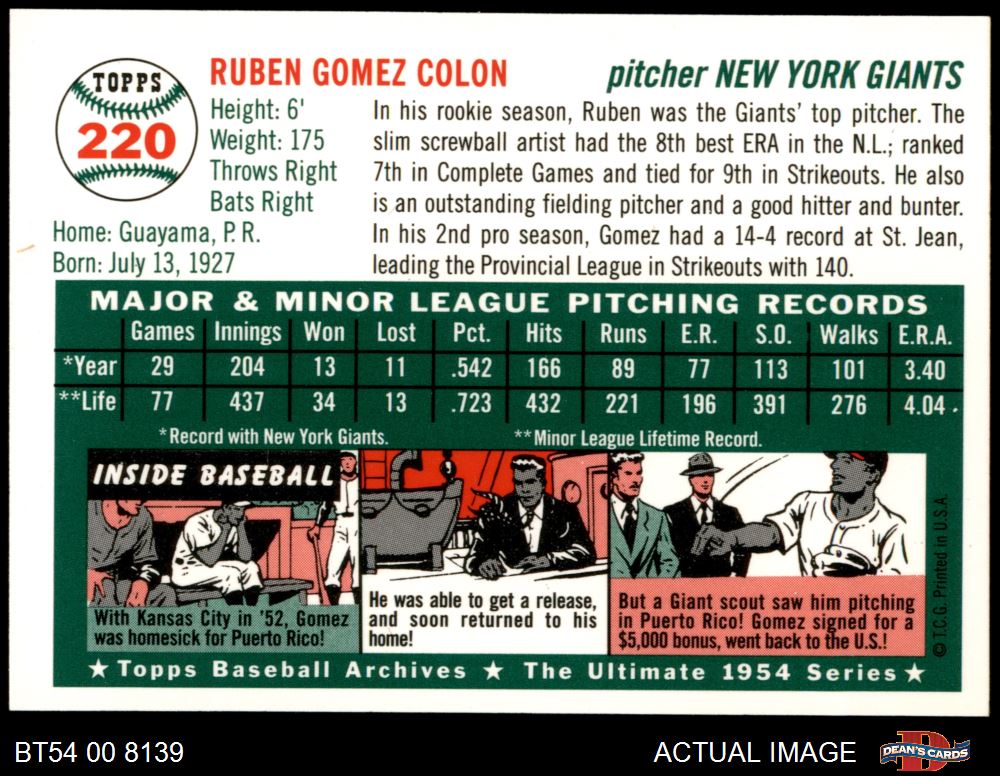 TOPPS
220
RUBEN GOMEZ COLON
pitcher NEW YORK GIANTS
Height: 6'
Weight: 175
Throws Right
Bats Right
Home: Guayama, P.R.
Born: July 13, 1927
In his rookie season, Ruben was the Giants' top pitcher. The
slim screwball artist had the 8th best ERA in the N.L.; ranked
7th in Complete Games and tied for 9th in Strikeouts. He also
is an outstanding fielding pitcher and a good hitter and bunter.
In his 2nd pro season, Gomez had a 14-4 record at St. Jean,
leading the Provincial League in Strikeouts with 140.
MAJOR & MINOR LEAGUE PITCHING RECORDS
Games Innings Won Lost Pct. Hits Runs E.R. S.O. Walks E.R.A.
*Year 29 204 13 11 .542 166 89 77 113 101 3.40
**Life 77 437 34 13 .723 432 221 196 391 276 4.04 .
*Record with New York Giants. **Minor League Lifetime Record.
INSIDE BASEBALL
With Kansas City in '52, Gomez
was homesick for Puerto Rico!
He was able to get a release,
and soon returned to his
home!
But a Giant scout saw him pitching
in Puerto Rico! Gomez signed for a
$5,000 bonus, went back to the U.S.!
© T.C.G. Printed in U.S.A.
★ Topps Baseball Archives ★ The Ultimate 1954 Series ★
BT54 00 8139
ACTUAL IMAGE
D
DEAN'S CARDS